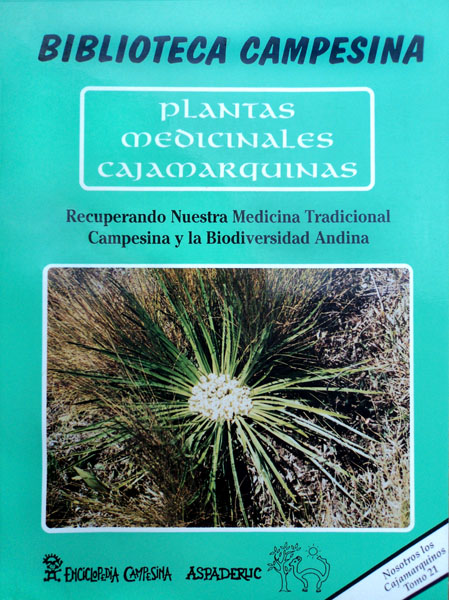 BIBLIOTECA CAMPESINA
PLANTAS
MEDICINALES
CAJAMARQUINAS
Recuperando Nuestra Medicina Tradicional
Campesina y la Biodiversidad Andina
ENCICLOPEDIA CAMPESINA
ASPADERUC
Nosotros los
Cajamarquinos
Tomo 21